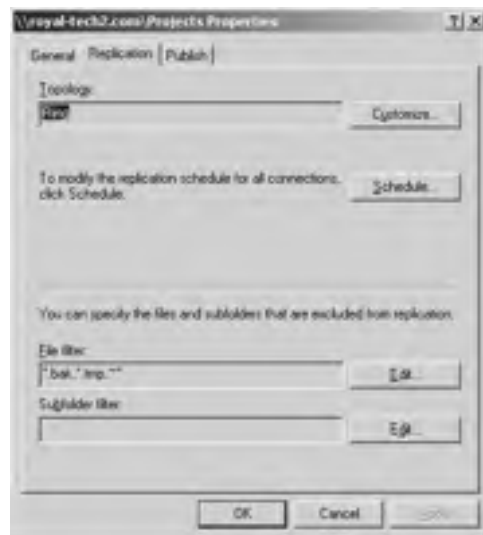 \\royal-tech2.com\Projects Properties
General Replication Publish
Topology:
Ring
Customize...
To modify the replication schedule for all connections,
click Schedule.
Schedule...
You can specify the files and subfolders that are excluded from replication.
File filter:
Edit...
Subfolder filter:
Edit...
OK Cancel Apply